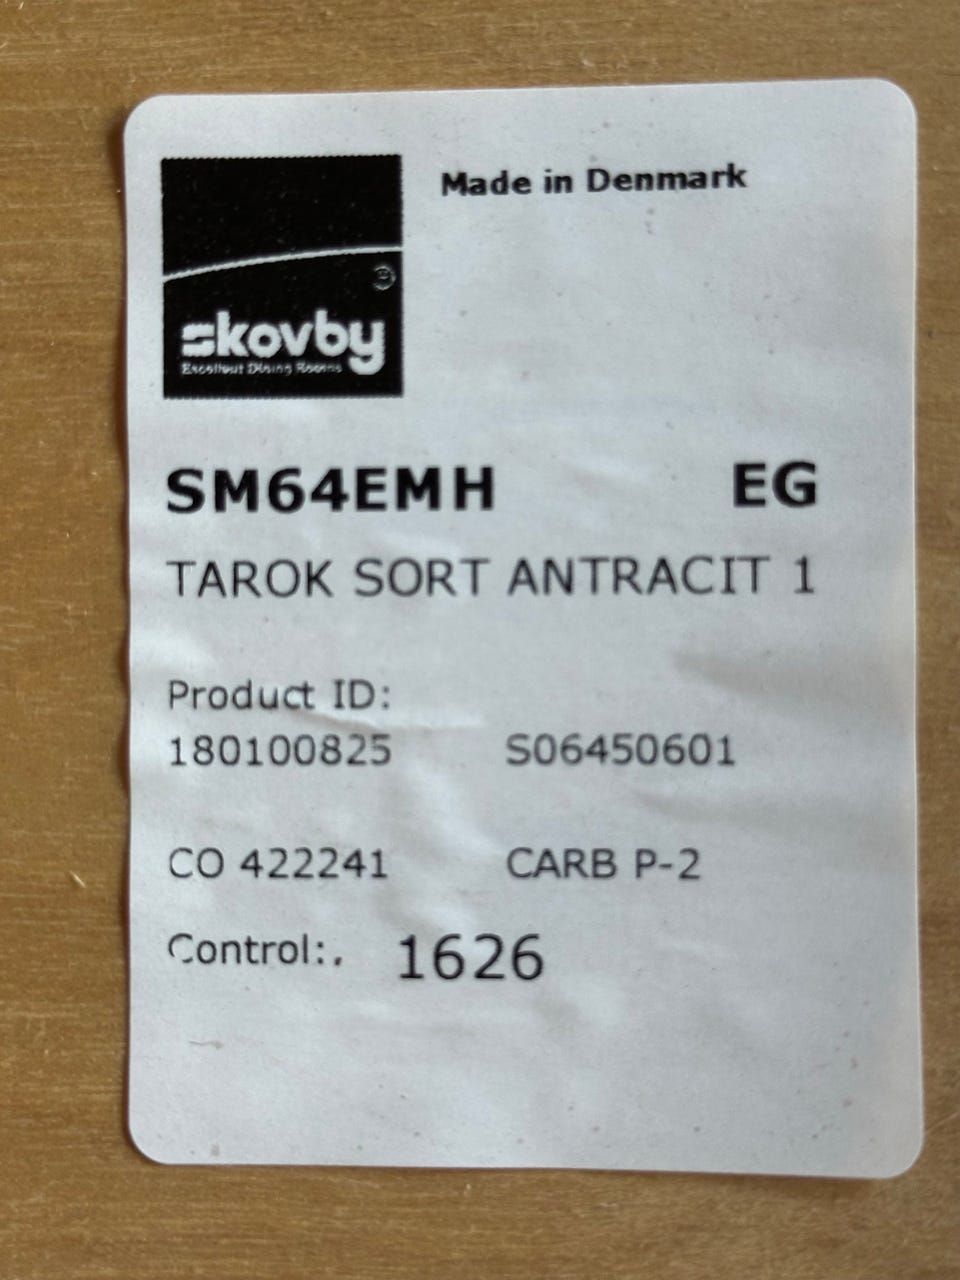 Made in Denmark
skovby
Excellent Dining Rooms
SM64EMH EG
TAROK SORT ANTRACIT 1
Product ID:
180100825 S06450601
CO 422241 CARB P-2
Control:. 1626